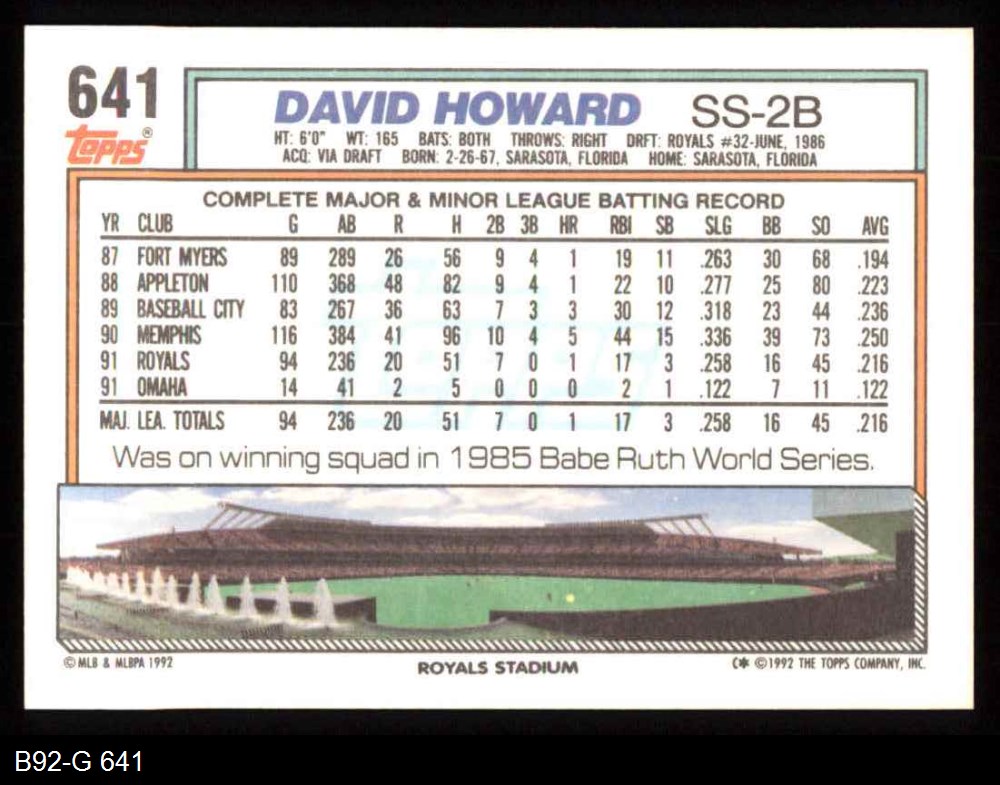 641
Topps®
DAVID HOWARD SS-2B
HT: 6'0" WT: 165 BATS: BOTH THROWS: RIGHT DRFT: ROYALS #32-JUNE, 1986
ACQ: VIA DRAFT BORN: 2-26-67, SARASOTA, FLORIDA HOME: SARASOTA, FLORIDA
COMPLETE MAJOR & MINOR LEAGUE BATTING RECORD
YR CLUB G AB R H 2B 3B HR RBI SB SLG BB SO AVG
87 FORT MYERS 89 289 26 56 9 4 1 19 11 .263 30 68 .194
88 APPLETON 110 368 48 82 9 4 1 22 10 .277 25 80 .223
89 BASEBALL CITY 83 267 36 63 7 3 3 30 12 .318 23 44 .236
90 MEMPHIS 116 384 41 96 10 4 5 44 15 .336 39 73 .250
91 ROYALS 94 236 20 51 7 0 1 17 3 .258 16 45 .216
91 OMAHA 14 41 2 5 0 0 0 2 1 .122 7 11 .122
MAJ. LEA. TOTALS 94 236 20 51 7 0 1 17 3 .258 16 45 .216
Was on winning squad in 1985 Babe Ruth World Series.
© MLB & MLBPA 1992 ROYALS STADIUM C✱ ©1992 THE TOPPS COMPANY, INC.
B92-G 641